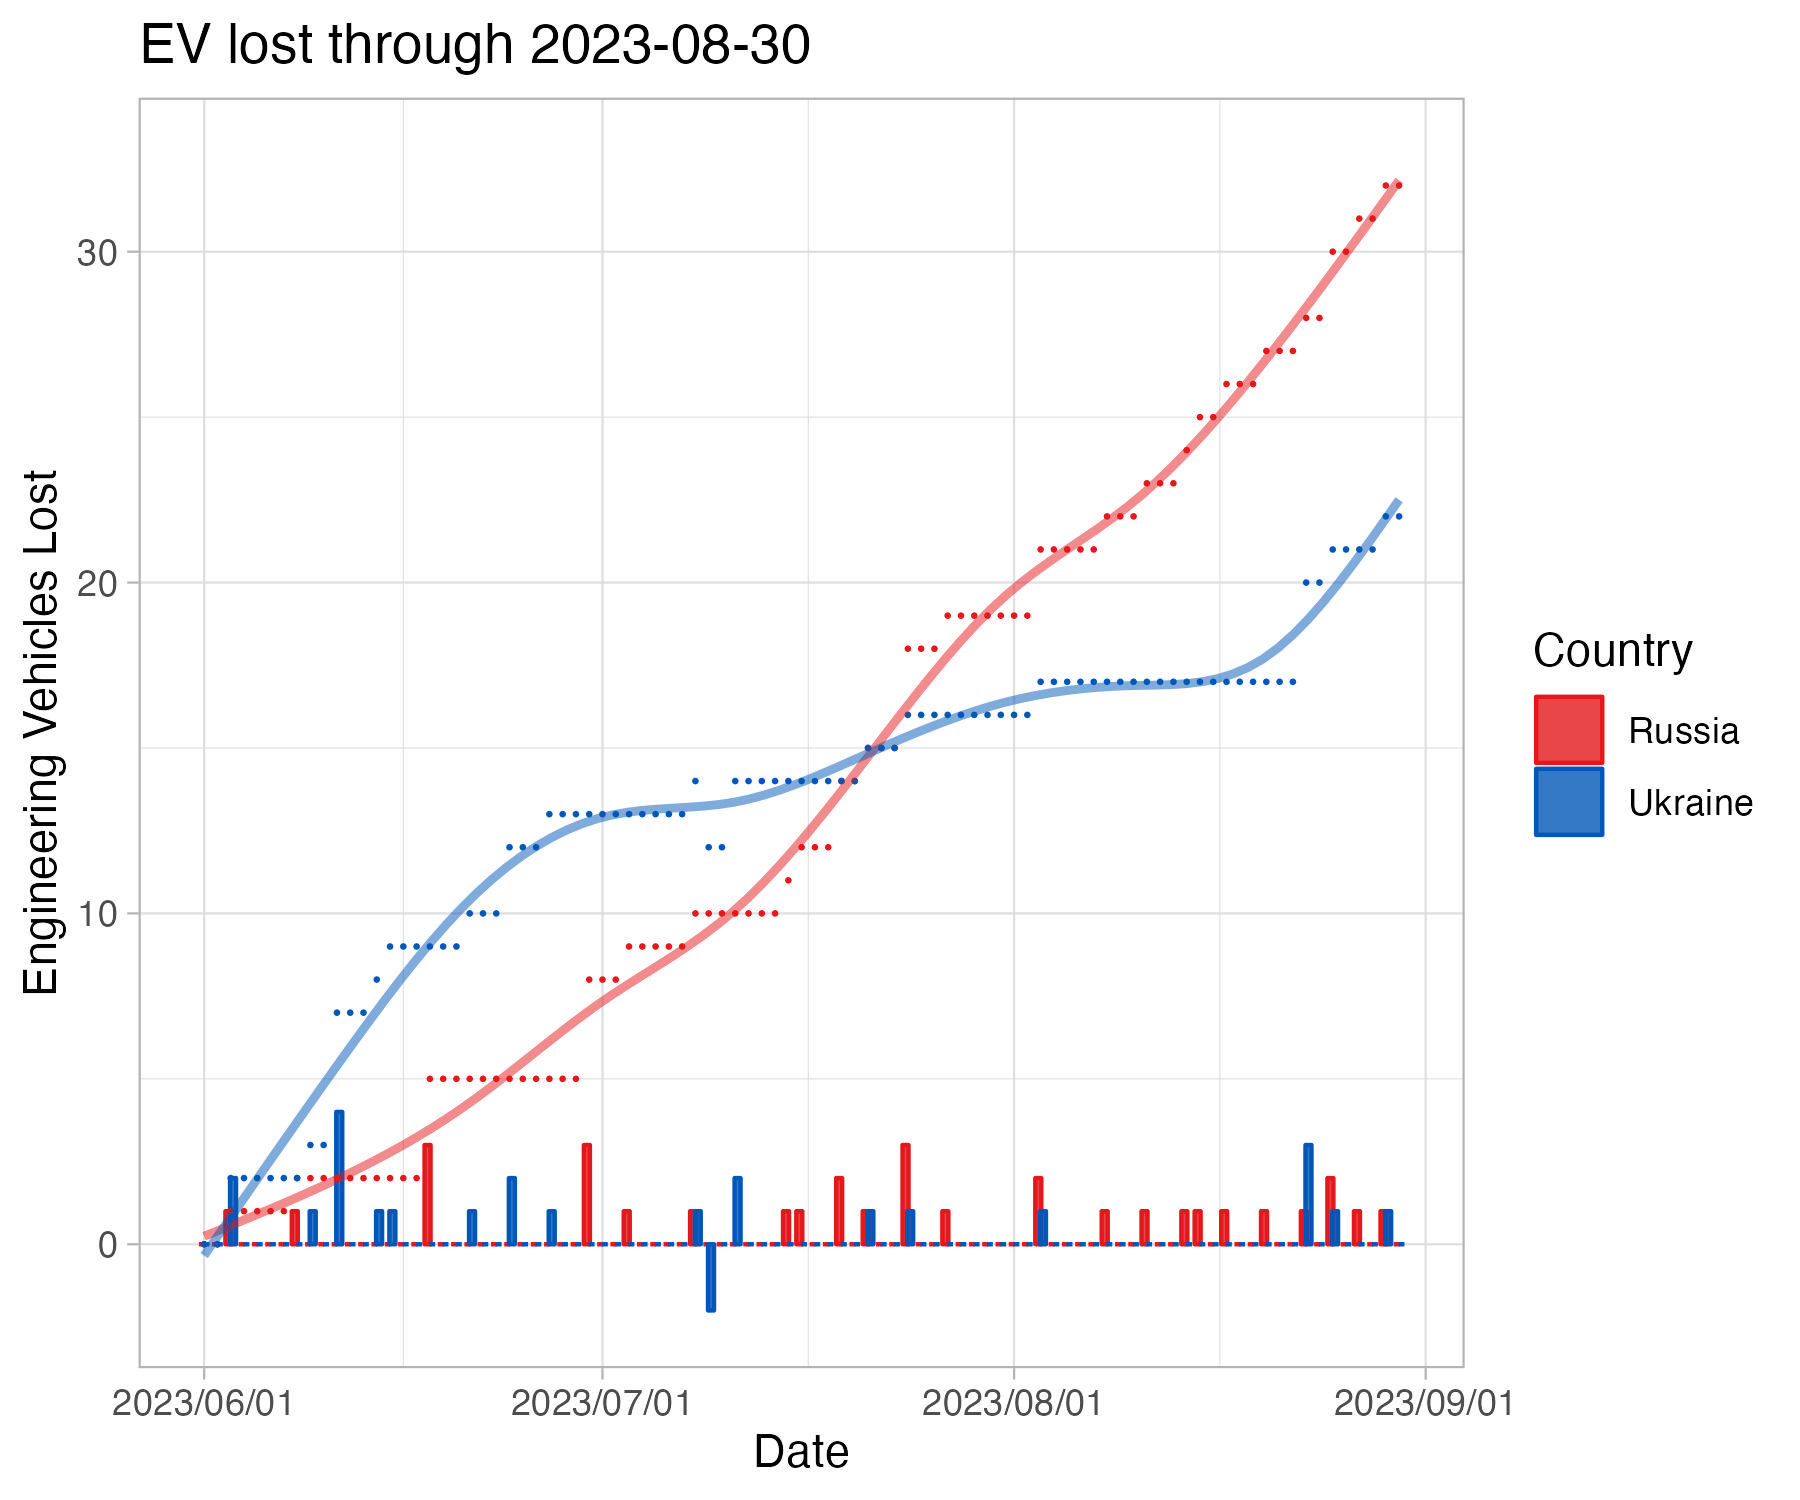 EV lost through 2023-08-30
Engineering Vehicles Lost
30
20
10
0
2023/06/01
2023/07/01
2023/08/01
2023/09/01
Date
Country
Russia
Ukraine